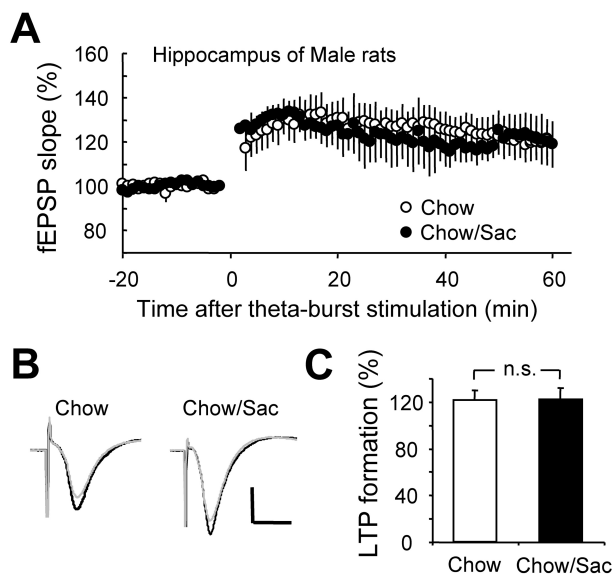 A
Hippocampus of Male rats
fEPSP slope (%)
160
140
120
100
80
Chow
Chow/Sac
-20 0 20 40 60
Time after theta-burst stimulation (min)
B
Chow Chow/Sac
C
LTP formation (%)
n.s.
120
80
40
0
Chow Chow/Sac